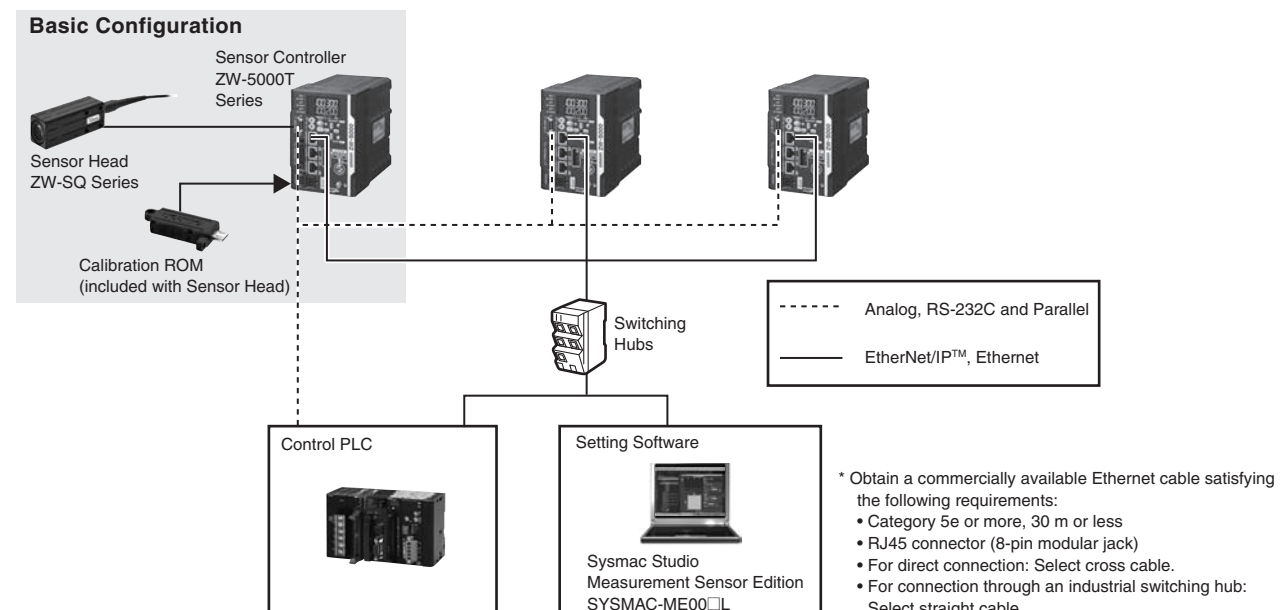 Basic Configuration
Sensor Controller
ZW-5000T
Series
Sensor Head
ZW-SQ Series
Calibration ROM
(included with Sensor Head)
Switching
Hubs
Analog, RS-232C and Parallel
EtherNet/IP™, Ethernet
Control PLC
Setting Software
Sysmac Studio
Measurement Sensor Edition
SYSMAC-ME00□L
* Obtain a commercially available Ethernet cable satisfying
the following requirements:
• Category 5e or more, 30 m or less
• RJ45 connector (8-pin modular jack)
• For direct connection: Select cross cable.
• For connection through an industrial switching hub:
Select straight cable